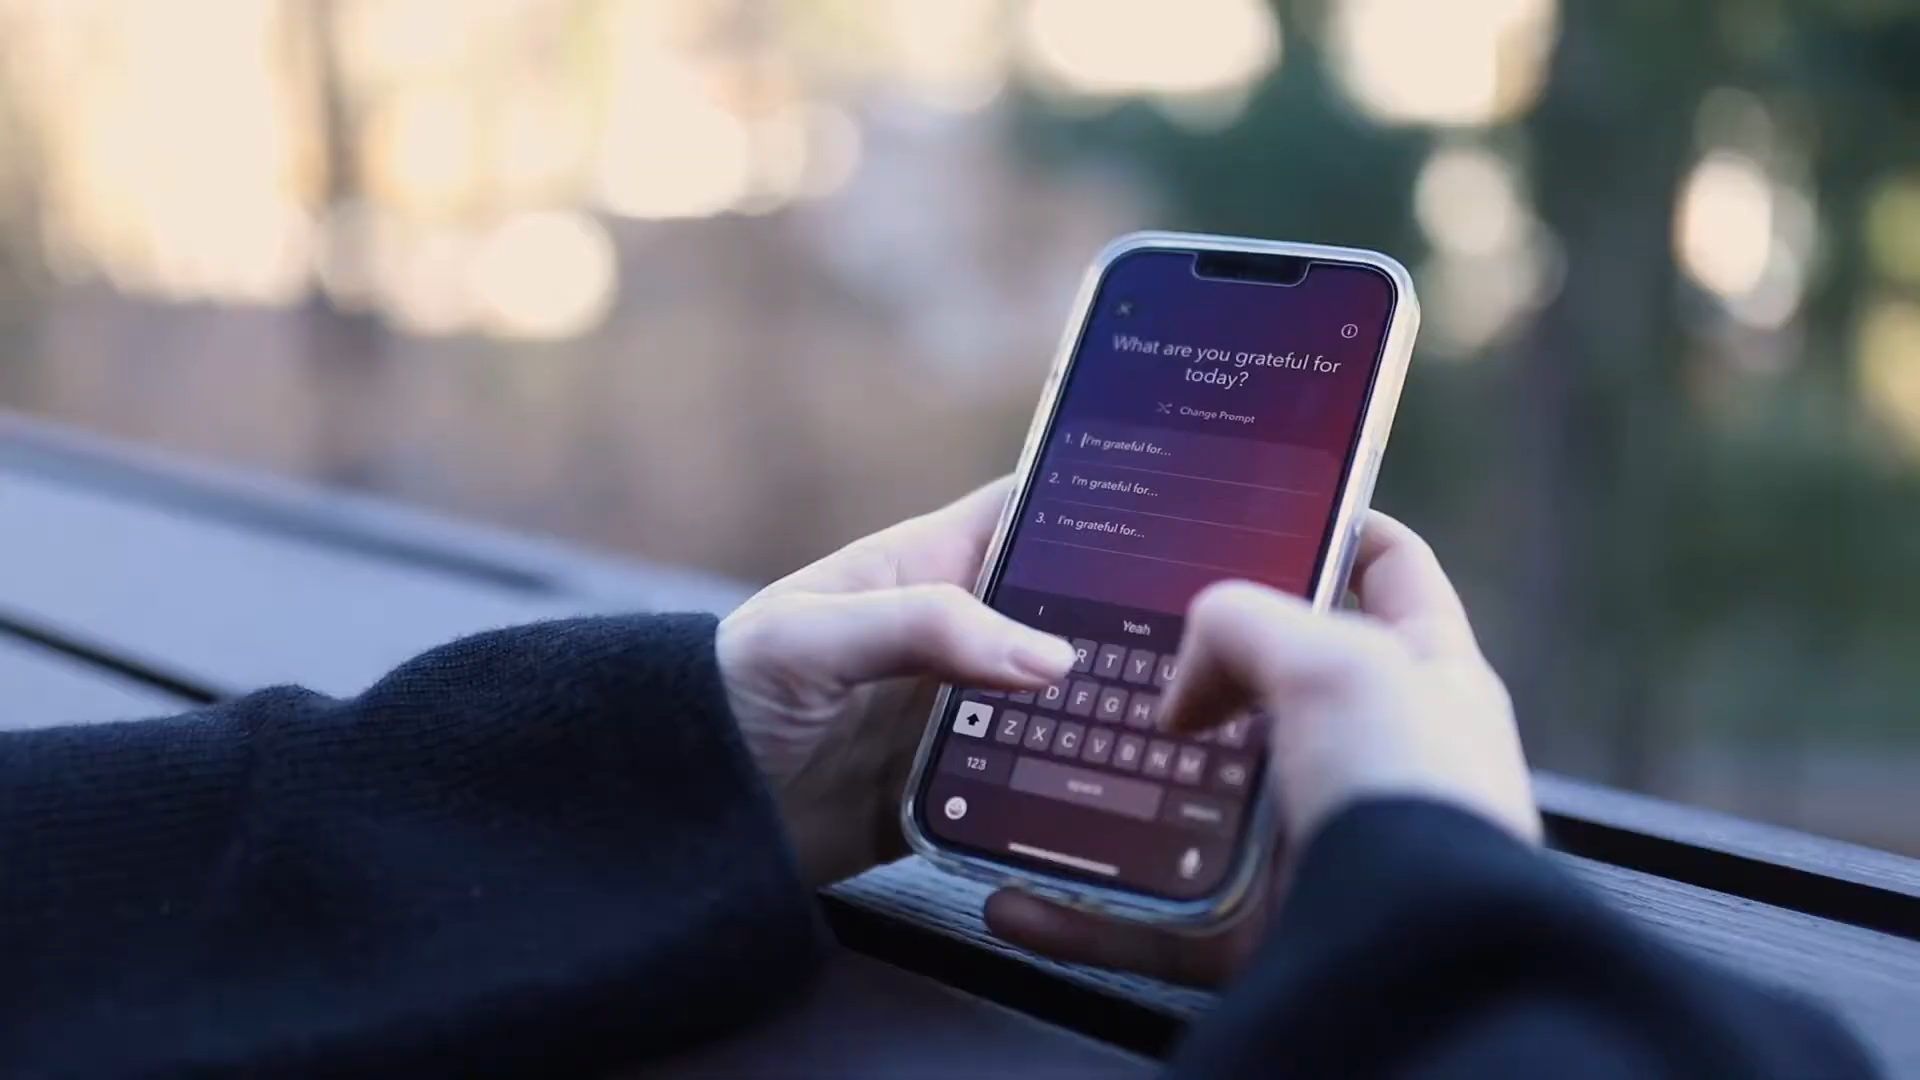 What are you grateful for
today?
Change Prompt
1. I'm grateful for...
2. I'm grateful for...
3. I'm grateful for...
I Yeah
R T Y U
D F G H L
Z X C V B N M
123 space